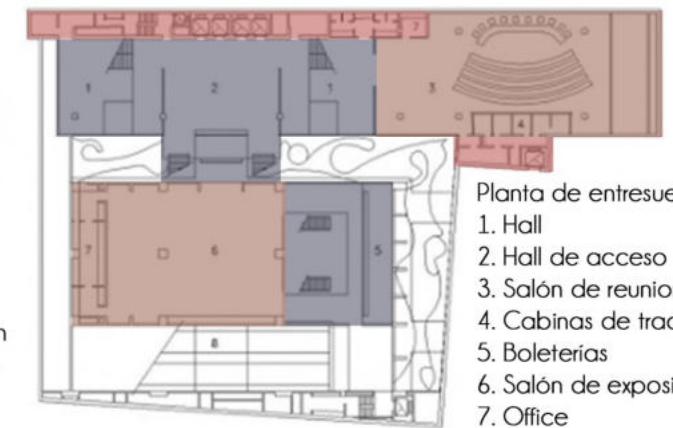 7
1
2
1
3
4
7
6
5
8
n
Planta de entresue
1. Hall
2. Hall de acceso
3. Salón de reunio
4. Cabinas de trad
5. Boleterías
6. Salón de exposi
7. Office